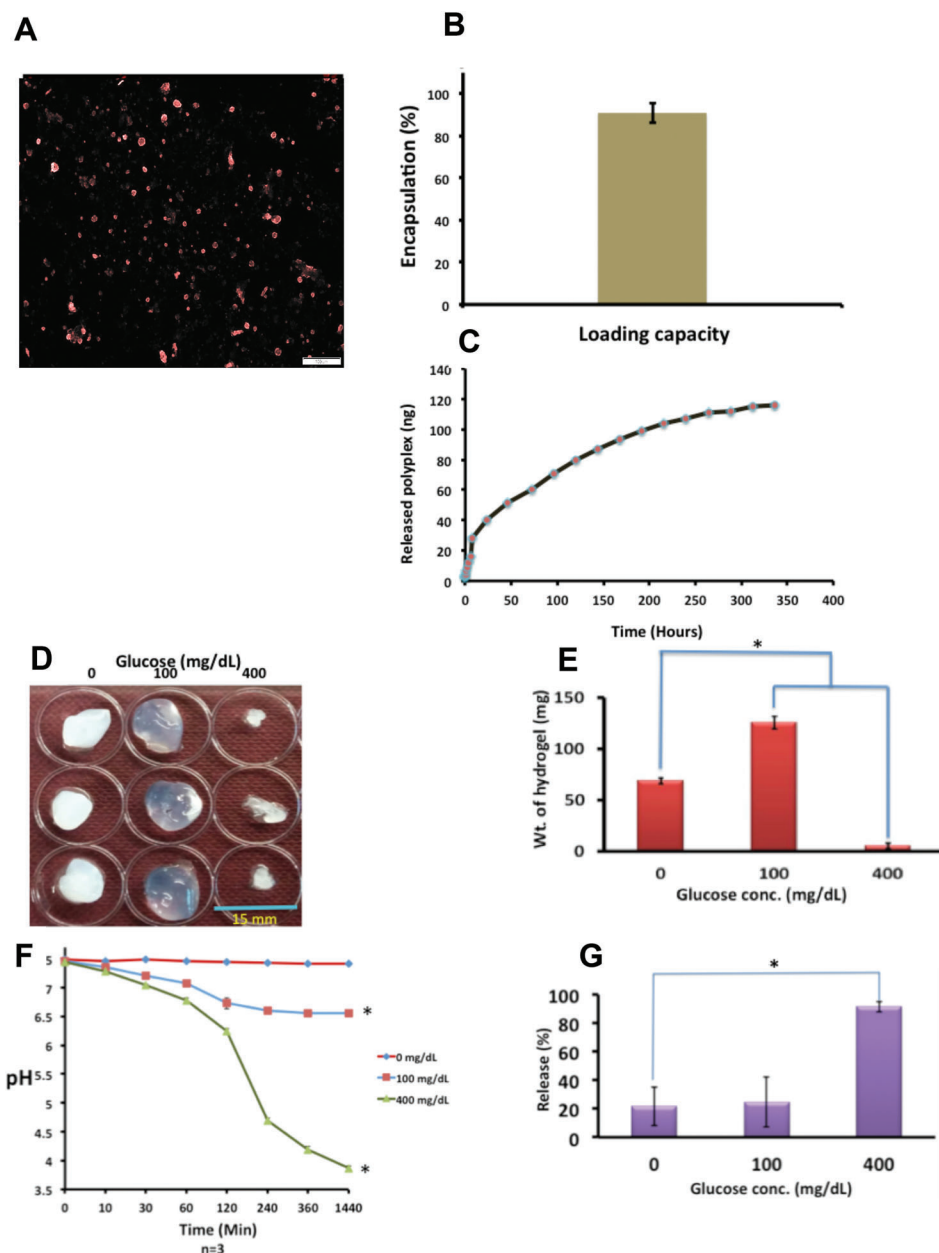 A
B
100
80
60
40
20
0
Encapsulation (%)
Loading capacity
C
140
120
100
80
60
40
20
0
Released polyplex (ng)
0 50 100 150 200 250 300 350 400
Time (Hours)
D
Glucose (mg/dL)
0 100 400
15 mm
E
*
150
100
50
0
Wt. of hydrogel (mg)
0 100 400
Glucose conc. (mg/dL)
F
5
7
6.5
6
5.5
5
4.5
4
3.5
pH
*
*
0 mg/dL
100 mg/dL
400 mg/dL
0 10 30 60 120 240 360 1440
Time (Min)
n=3
G
*
100
80
60
40
20
0
Release (%)
0 100 400
Glucose conc. (mg/dL)